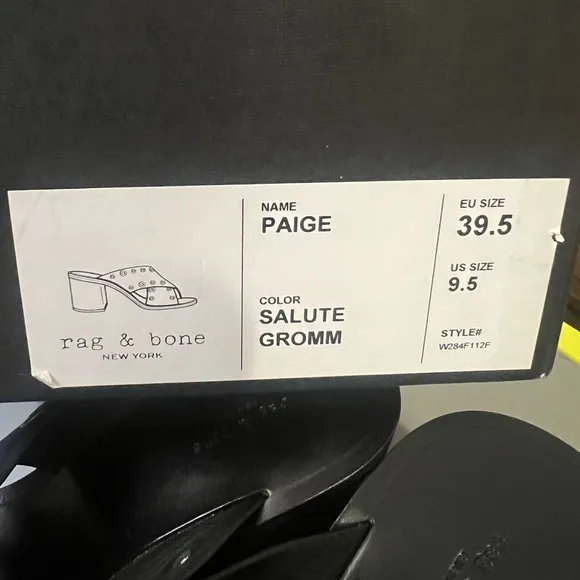 rag & bone
NEW YORK
NAME
PAIGE
COLOR
SALUTE
GROMM
EU SIZE
39.5
US SIZE
9.5
STYLE#
W284F112F